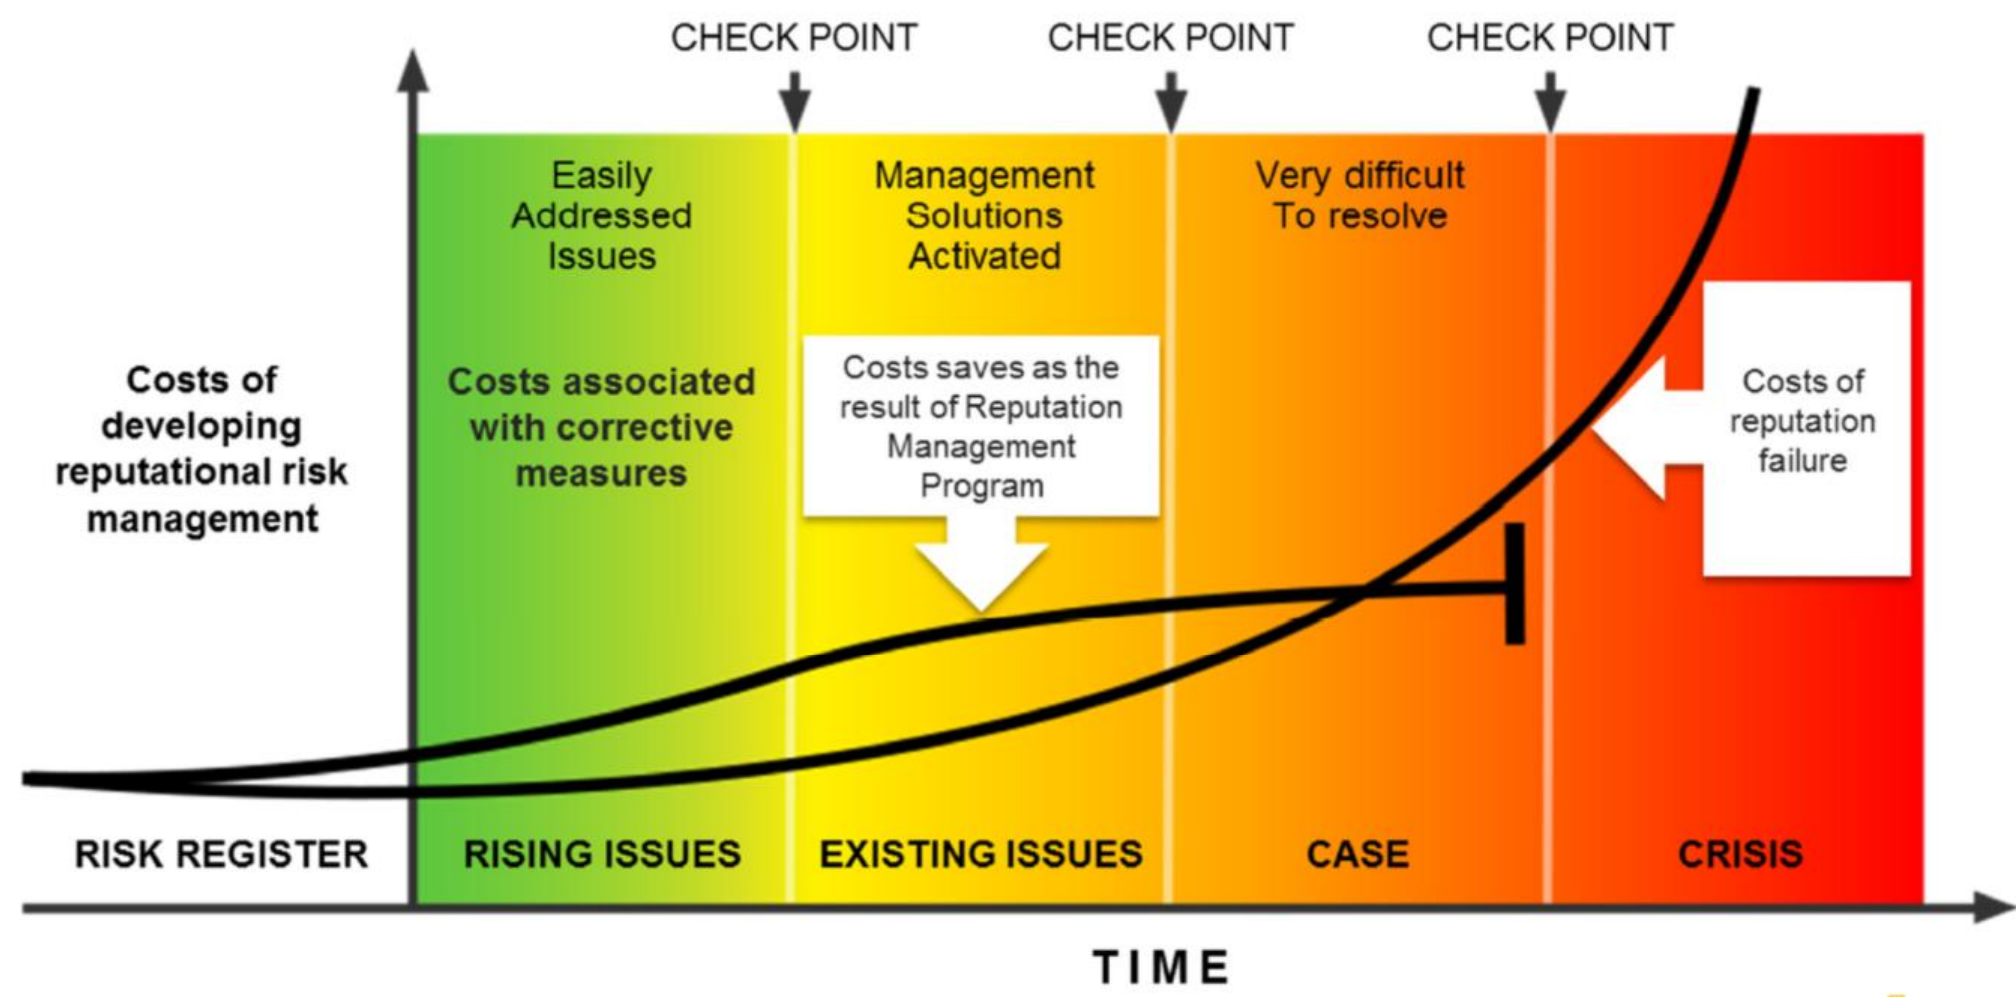 CHECK POINT
CHECK POINT
CHECK POINT
Easily
Addressed
Issues
Management
Solutions
Activated
Very difficult
To resolve
Costs of
developing
reputational risk
management
Costs associated
with corrective
measures
Costs saves as the
result of Reputation
Management
Program
Costs of
reputation
failure
RISK REGISTER
RISING ISSUES
EXISTING ISSUES
CASE
CRISIS
TIME